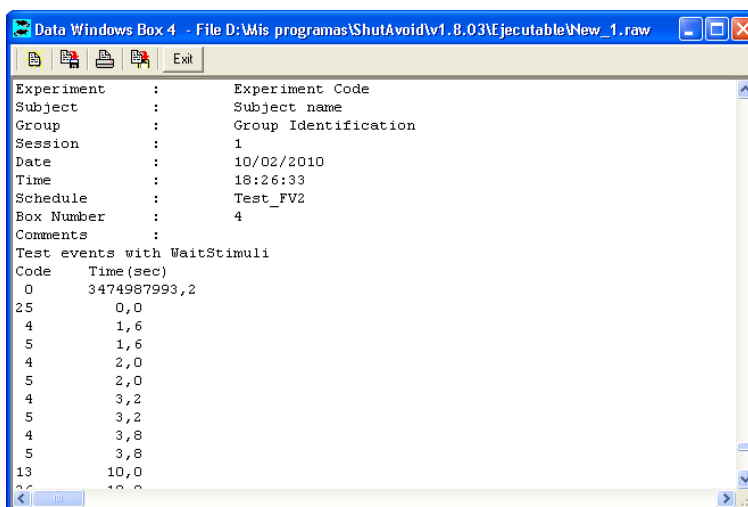 Data Windows Box 4 - File D:\Mis programas\ShutAvoid\v1.8.03\Ejecutable\New_1.raw
Exit
Experiment : Experiment Code
Subject : Subject name
Group : Group Identification
Session : 1
Date : 10/02/2010
Time : 18:26:33
Schedule : Test_FV2
Box Number : 4
Comments :
Test events with WaitStimuli
Code Time(sec)
0 3474987993,2
25 0,0
4 1,6
5 1,6
4 2,0
5 2,0
4 3,2
5 3,2
4 3,8
5 3,8
13 10,0